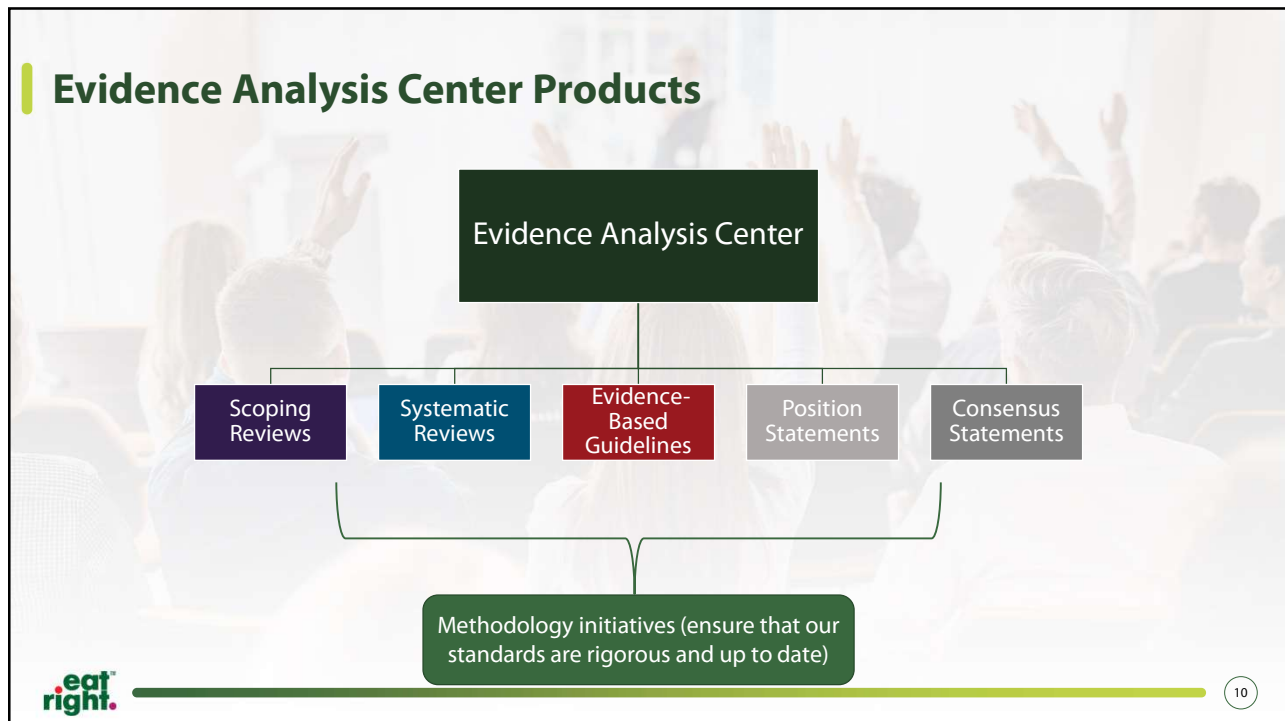 Evidence Analysis Center Products
Evidence Analysis Center
Scoping
Reviews
Systematic
Reviews
Evidence-
Based
Guidelines
Position
Statements
Consensus
Statements
Methodology initiatives (ensure that our
standards are rigorous and up to date)
eat™
right.
10